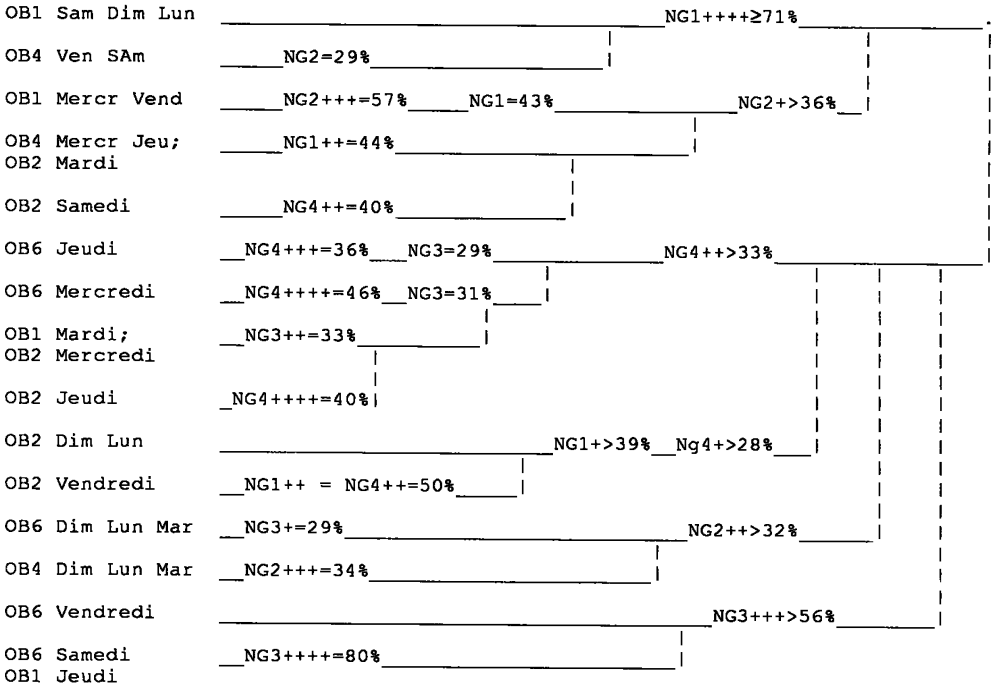 OB1 Sam Dim Lun NG1++++≥71%
OB4 Ven SAm NG2=29%
OB1 Mercr Vend NG2+++=57% NG1=43% NG2+>36%
OB4 Mercr Jeu; NG1++=44%
OB2 Mardi
OB2 Samedi NG4++=40%
OB6 Jeudi NG4+++=36% NG3=29% NG4++>33%
OB6 Mercredi NG4++++=46% NG3=31%
OB1 Mardi; NG3++=33%
OB2 Mercredi
OB2 Jeudi NG4++++=40%
OB2 Dim Lun NG1+>39% Ng4+>28%
OB2 Vendredi NG1++ = NG4++=50%
OB6 Dim Lun Mar NG3+=29% NG2++>32%
OB4 Dim Lun Mar NG2+++=34%
OB6 Vendredi NG3+++>56%
OB6 Samedi NG3++++=80%
OB1 Jeudi